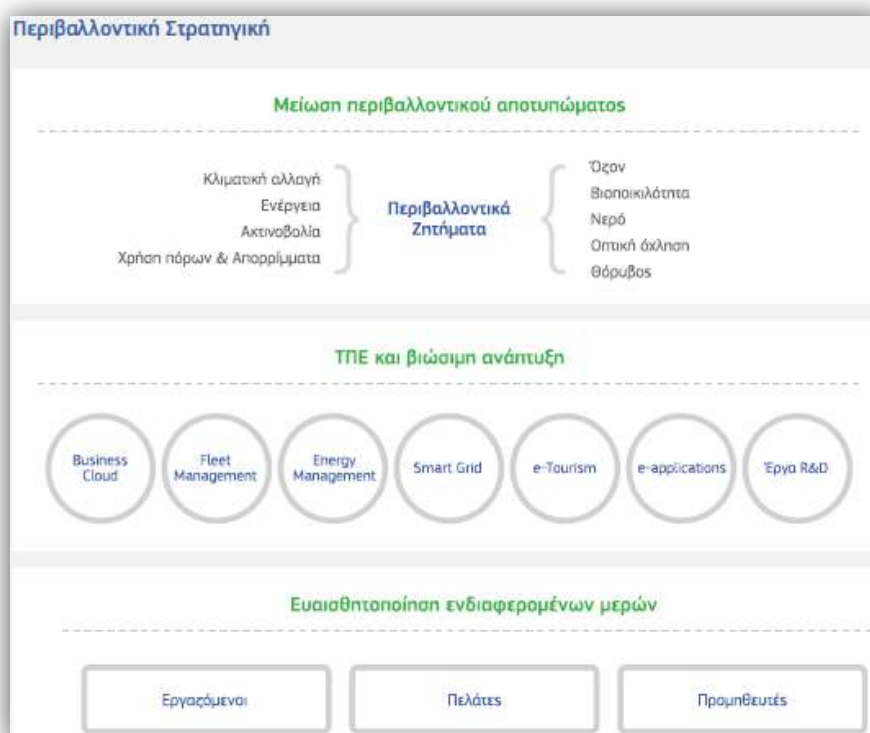 Περιβαλλοντική Στρατηγική
Μείωση περιβαλλοντικού αποτυπώματος
Κλιματική αλλαγή
Ενέργεια
Ακτινοβολία
Χρήση πόρων & Απορρίμματα
Περιβαλλοντικά
Ζητήματα
Όζον
Βιοποικιλότητα
Νερό
Οπτική όχληση
Θόρυβος
ΤΠΕ και βιώσιμη ανάπτυξη
Business
Cloud
Fleet
Management
Energy
Management
Smart Grid
e-Tourism
e-applications
Έργα R&D
Ευαισθητοποίηση ενδιαφερομένων μερών
Εργαζόμενοι
Πελάτες
Προμηθευτές